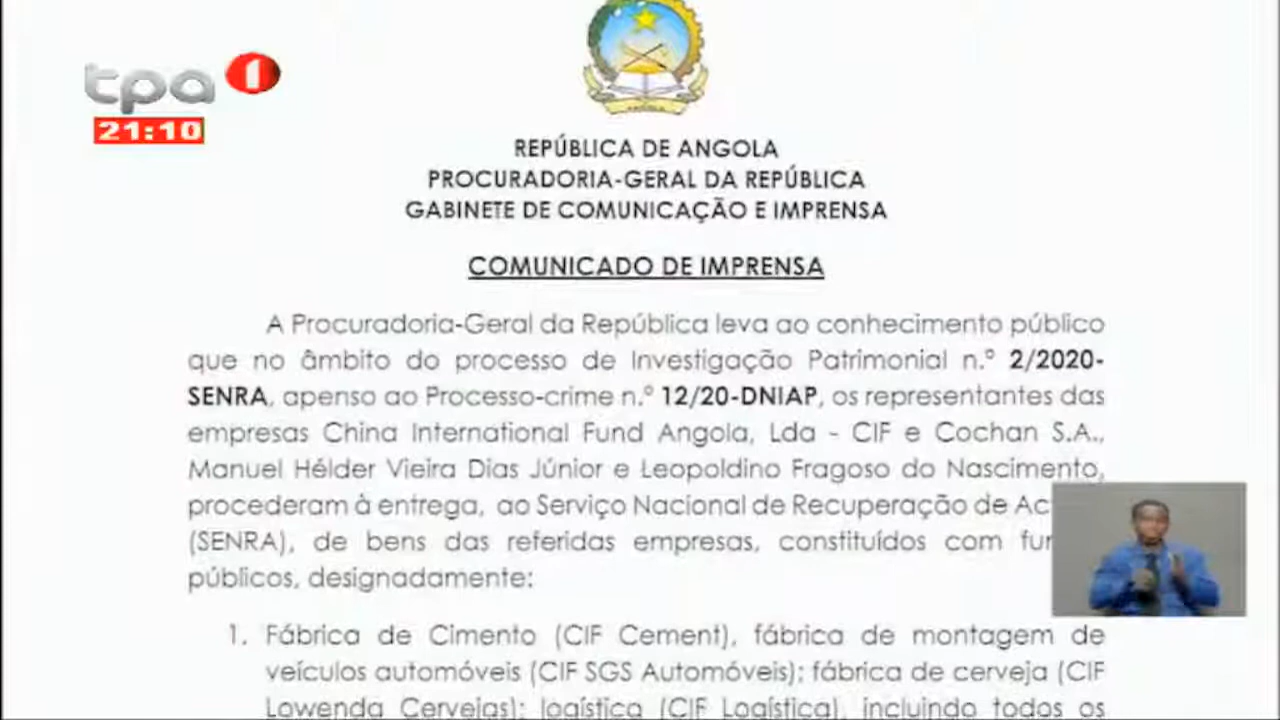 tpa 1
21:10
REPÚBLICA DE ANGOLA
PROCURADORIA-GERAL DA REPÚBLICA
GABINETE DE COMUNICAÇÃO E IMPRENSA
COMUNICADO DE IMPRENSA
A Procuradoria-Geral da República leva ao conhecimento público
que no âmbito do processo de Investigação Patrimonial n.º 2/2020-
SENRA, apenso ao Processo-crime n.º 12/20-DNIAP, os representantes das
empresas China International Fund Angola, Lda - CIF e Cochan S.A.,
Manuel Hélder Vieira Dias Júnior e Leopoldino Fragoso do Nascimento,
procederam à entrega, ao Serviço Nacional de Recuperação de Ac
(SENRA), de bens das referidas empresas, constituídos com fun
públicos, designadamente:
1. Fábrica de Cimento (CIF Cement), fábrica de montagem de
veículos automóveis (CIF SGS Automóveis); fábrica de cerveja (CIF
Lowenda Cervejas); logística (CIF Logística), incluindo todos os